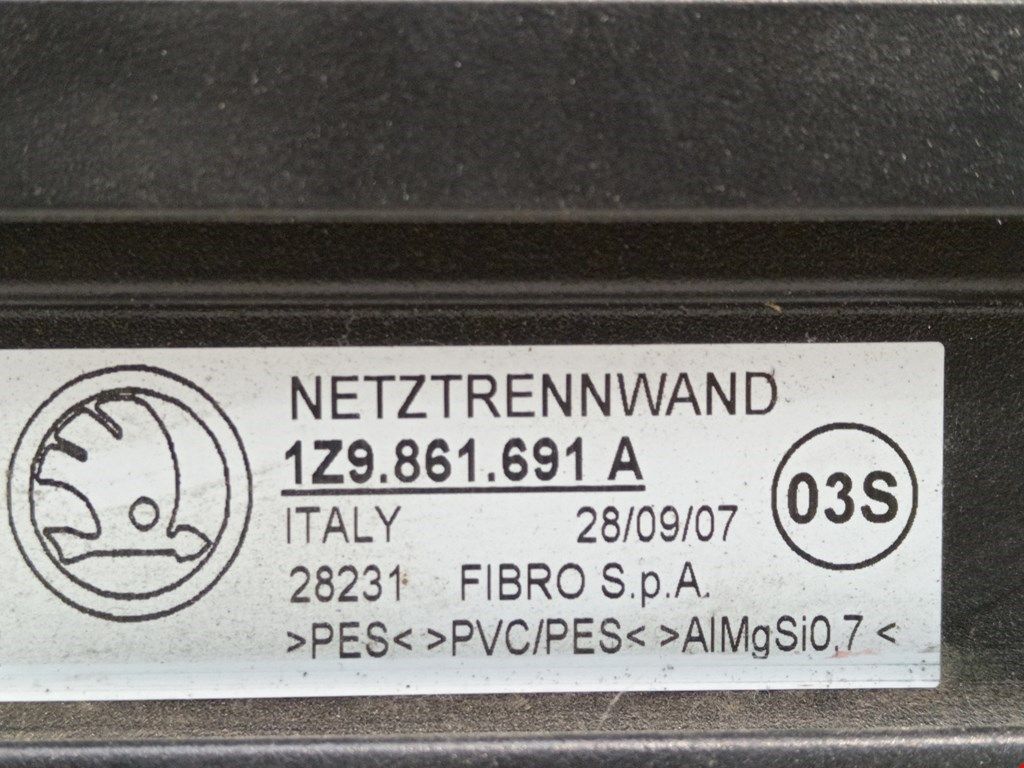 NETZTRENNWAND
1Z9.861.691 A
03S
ITALY 28/09/07
28231 FIBRO S.p.A.
>PES< >PVC/PES< >AlMgSi0,7 <